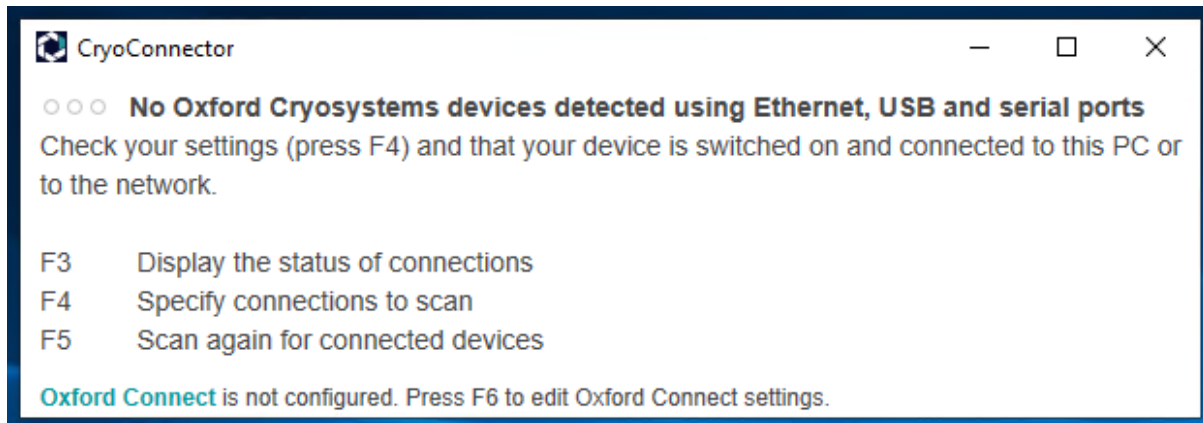 CryoConnector
No Oxford Cryosystems devices detected using Ethernet, USB and serial ports
Check your settings (press F4) and that your device is switched on and connected to this PC or
to the network.
F3 Display the status of connections
F4 Specify connections to scan
F5 Scan again for connected devices
Oxford Connect is not configured. Press F6 to edit Oxford Connect settings.